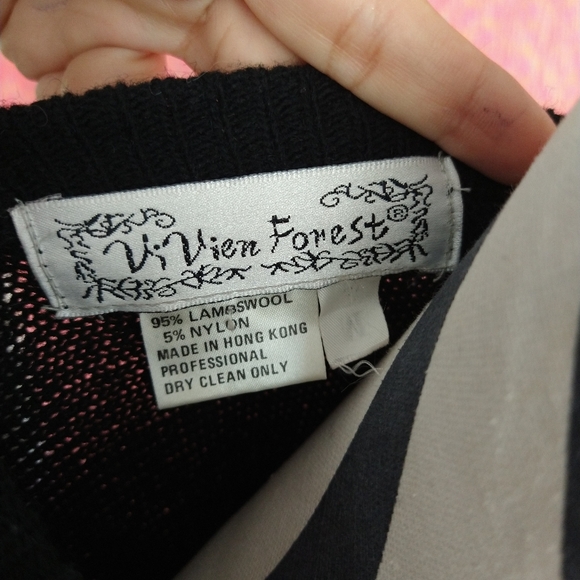 ViVien Forest®
95% LAMBSWOOL
5% NYLON
MADE IN HONG KONG
PROFESSIONAL
DRY CLEAN ONLY